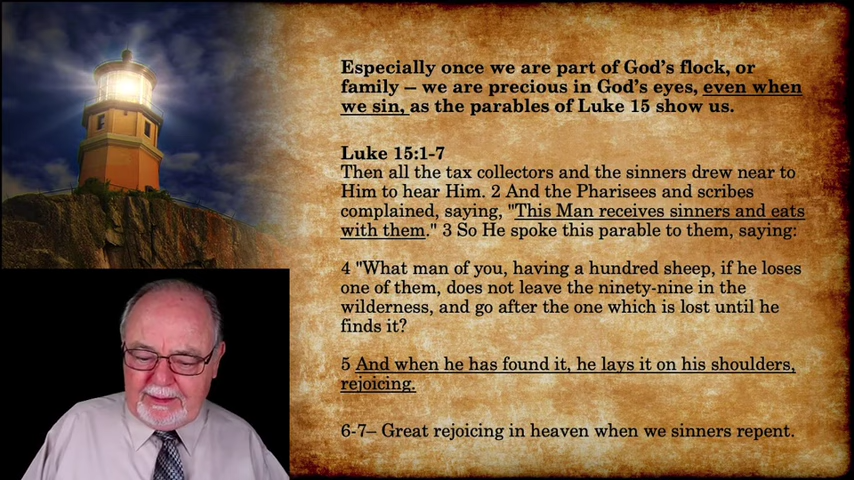 Especially once we are part of God's flock, or
family – we are precious in God's eyes, even when
we sin, as the parables of Luke 15 show us.
Luke 15:1-7
Then all the tax collectors and the sinners drew near to
Him to hear Him. 2 And the Pharisees and scribes
complained, saying, "This Man receives sinners and eats
with them." 3 So He spoke this parable to them, saying:
4 "What man of you, having a hundred sheep, if he loses
one of them, does not leave the ninety-nine in the
wilderness, and go after the one which is lost until he
finds it?
5 And when he has found it, he lays it on his shoulders,
rejoicing.
6-7– Great rejoicing in heaven when we sinners repent.